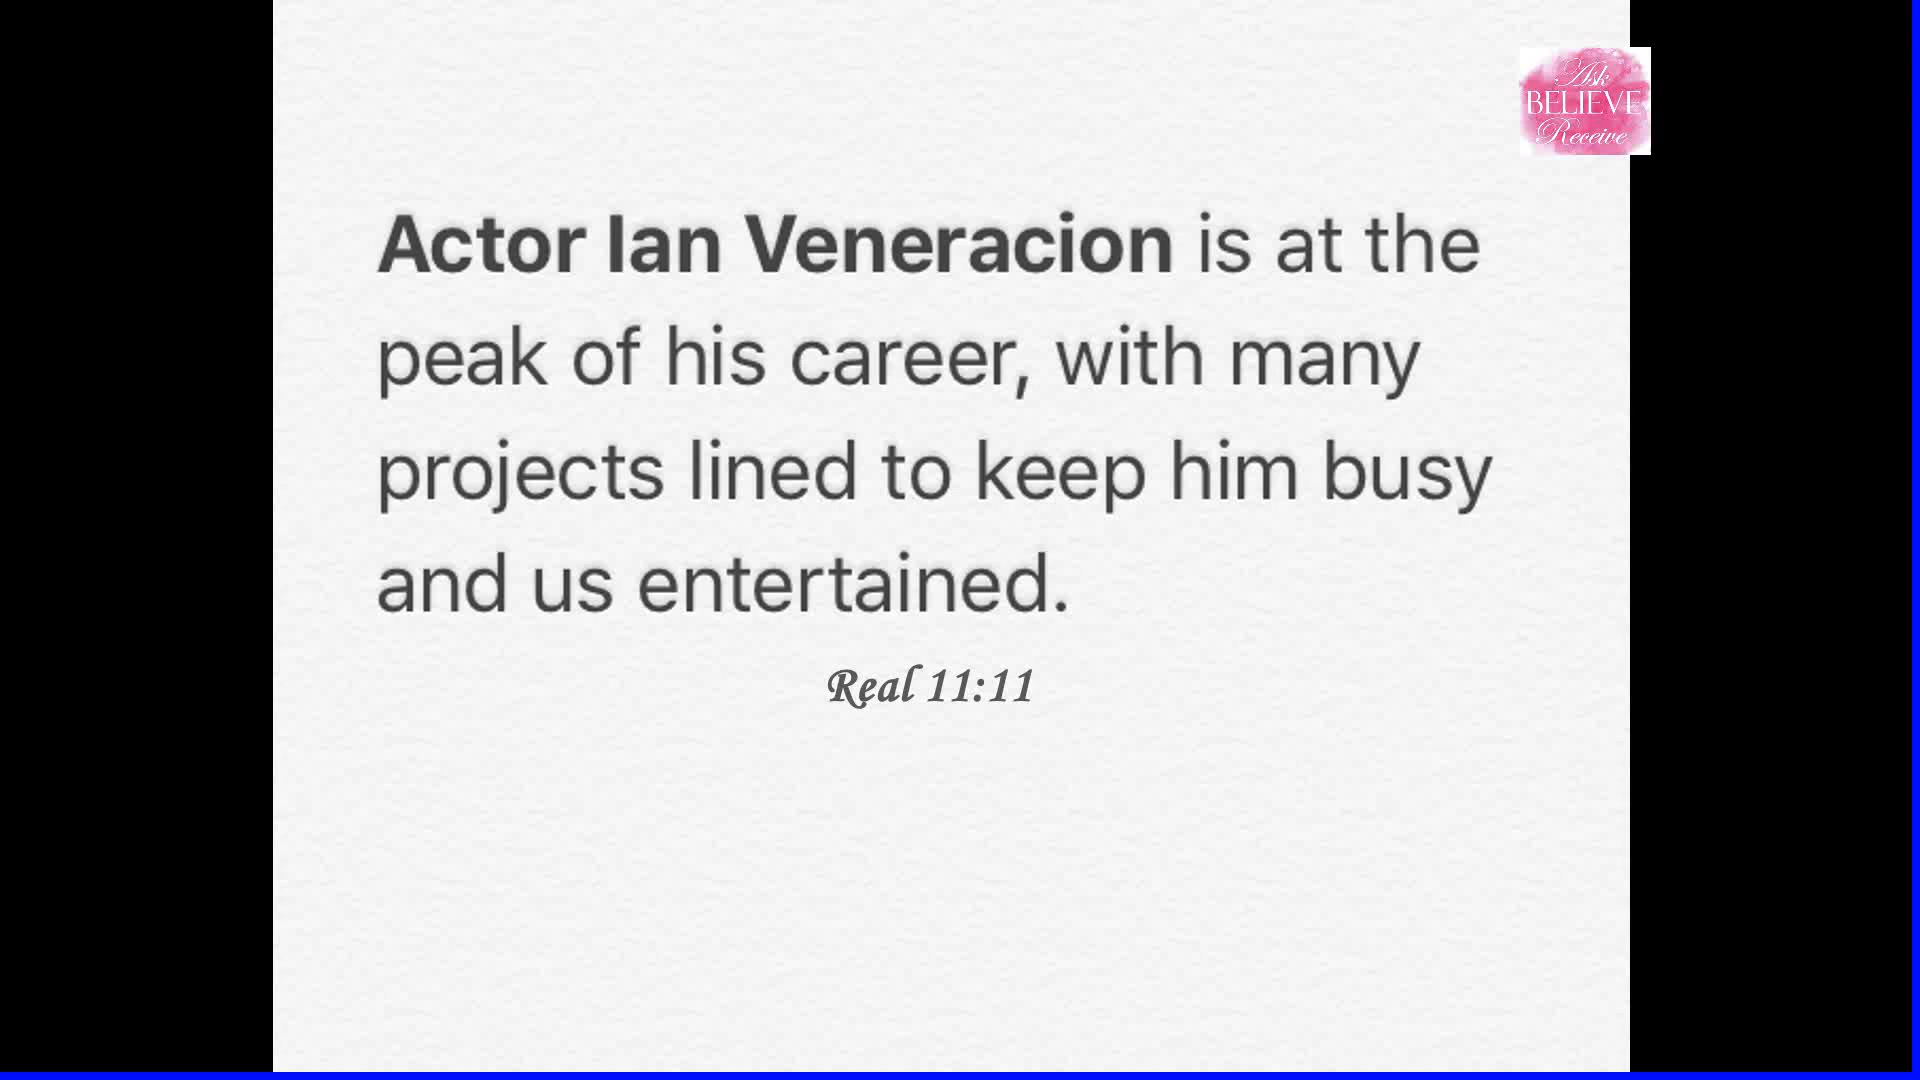 Ask
BELIEVE
Receive
Actor Ian Veneracion is at the
peak of his career, with many
projects lined to keep him busy
and us entertained.
Real 11:11